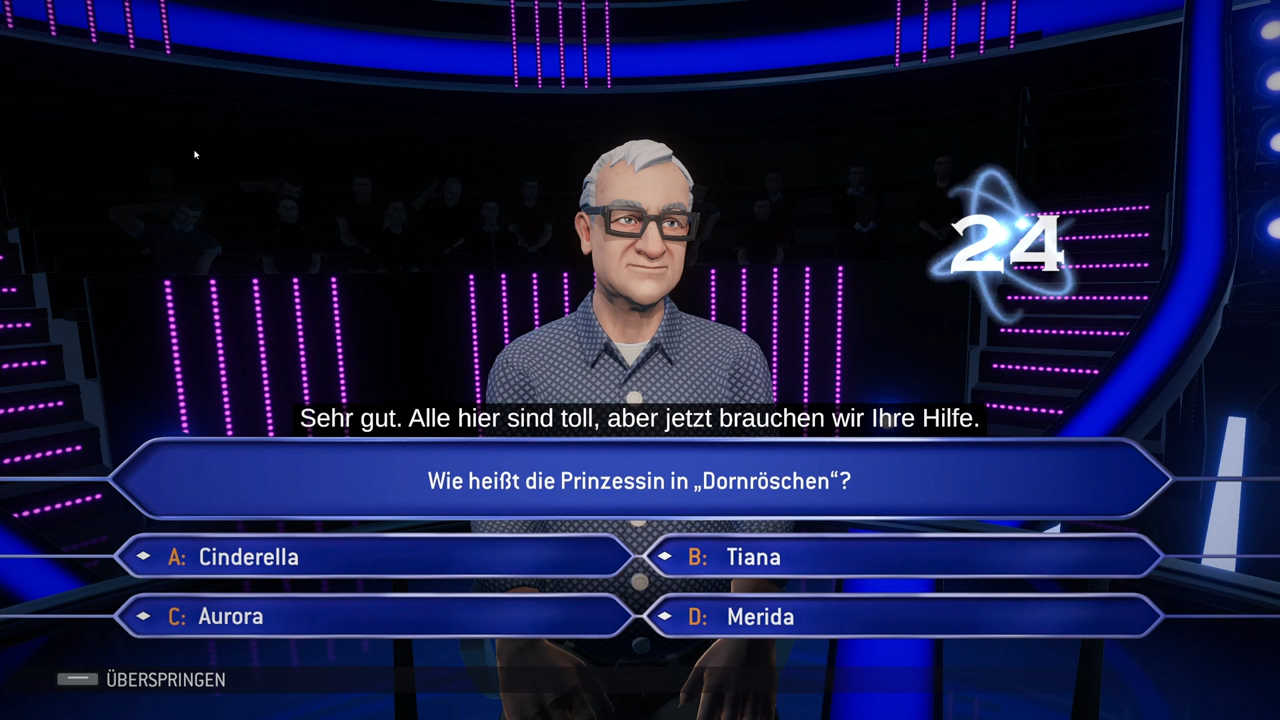 24
Sehr gut. Alle hier sind toll, aber jetzt brauchen wir Ihre Hilfe.
Wie heißt die Prinzessin in „Dornröschen“?
A: Cinderella
B: Tiana
C: Aurora
D: Merida
ÜBERSPRINGEN